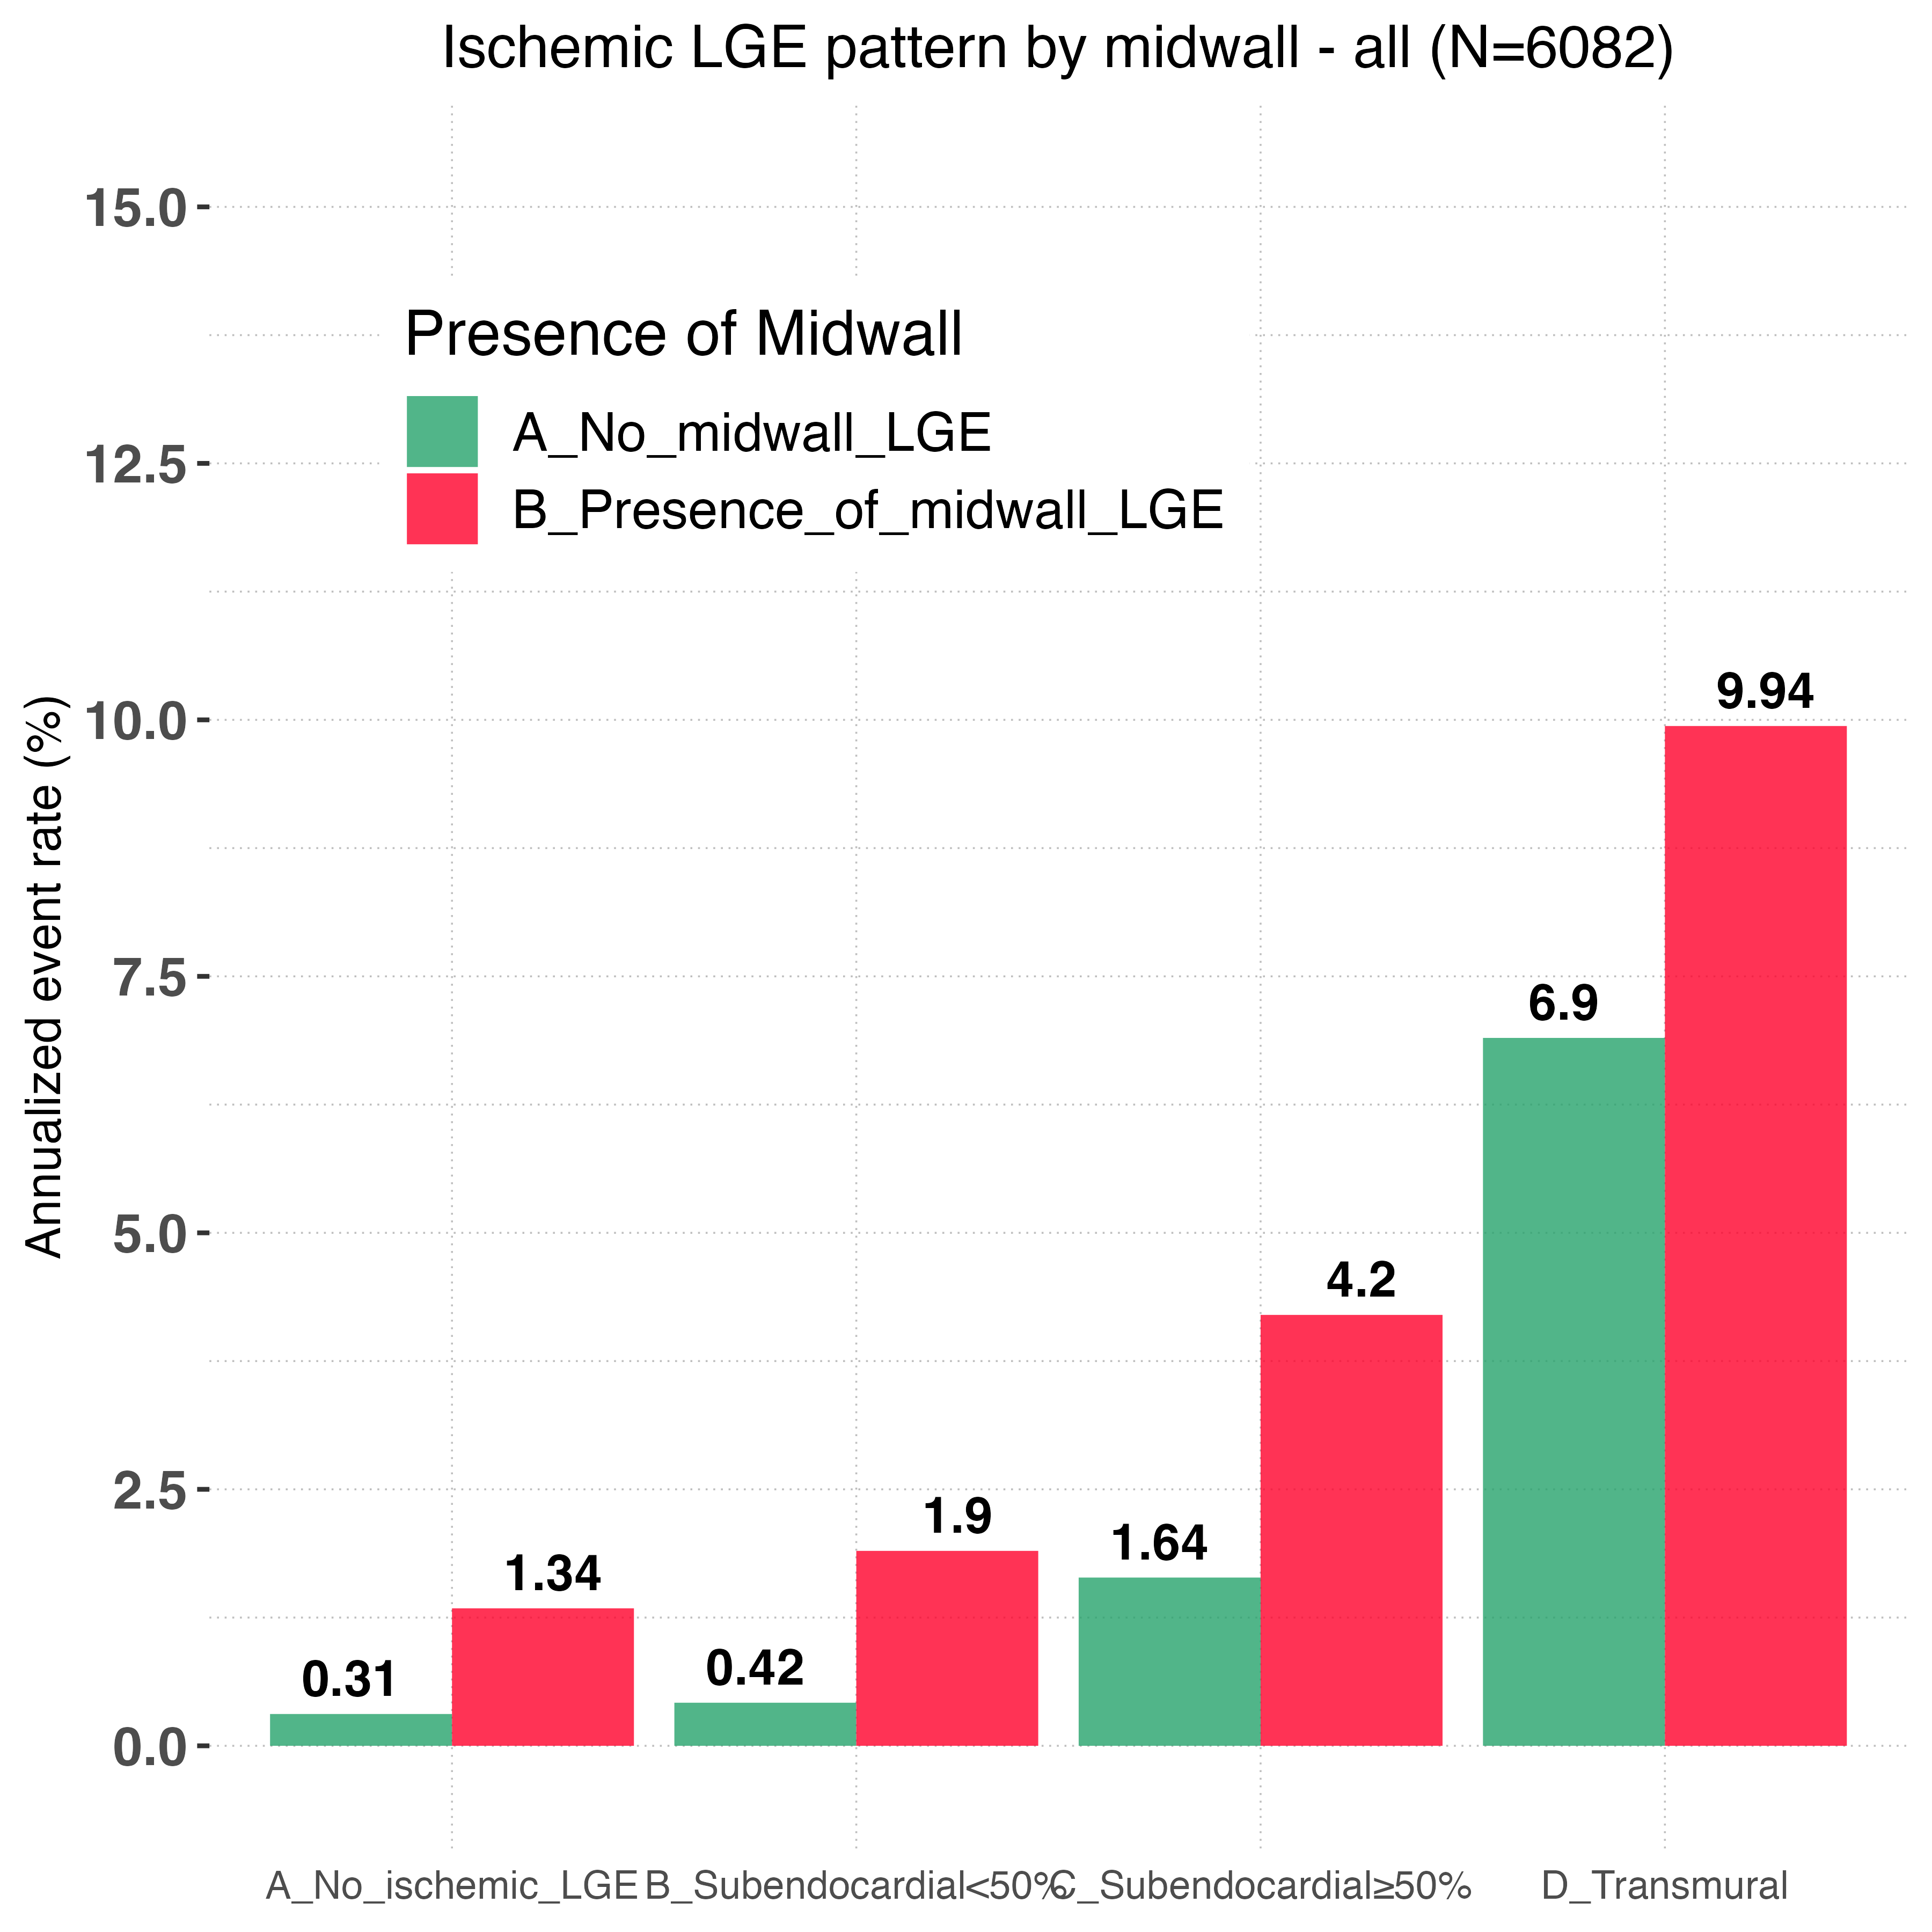 Ischemic LGE pattern by midwall - all (N=6082)
Annualized event rate (%)
15.0
12.5
10.0
7.5
5.0
2.5
0.0
Presence of Midwall
A_No_midwall_LGE
B_Presence_of_midwall_LGE
0.31
1.34
0.42
1.9
1.64
4.2
6.9
9.94
A_No_ischemic_LGE
B_Subendocardial<50%
C_Subendocardial≥50%
D_Transmural